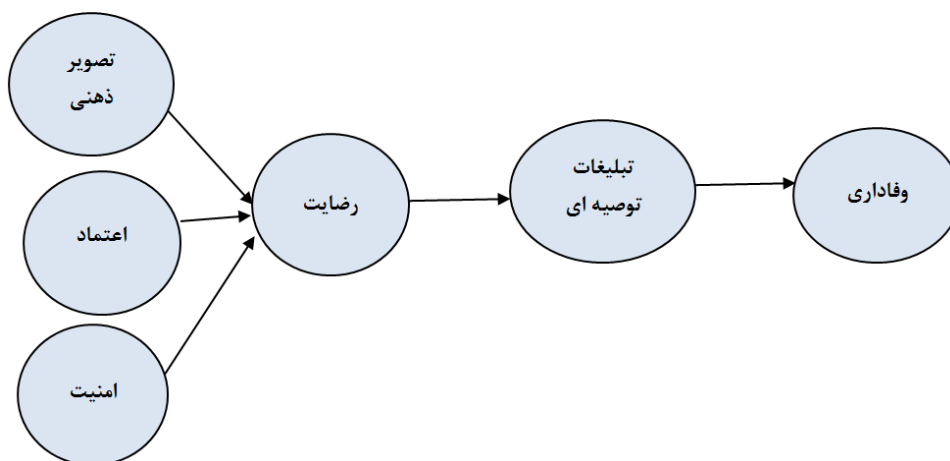 تصویر
ذهنی
اعتماد
امنیت
رضایت
تبلیغات
توصیه ای
وفاداری